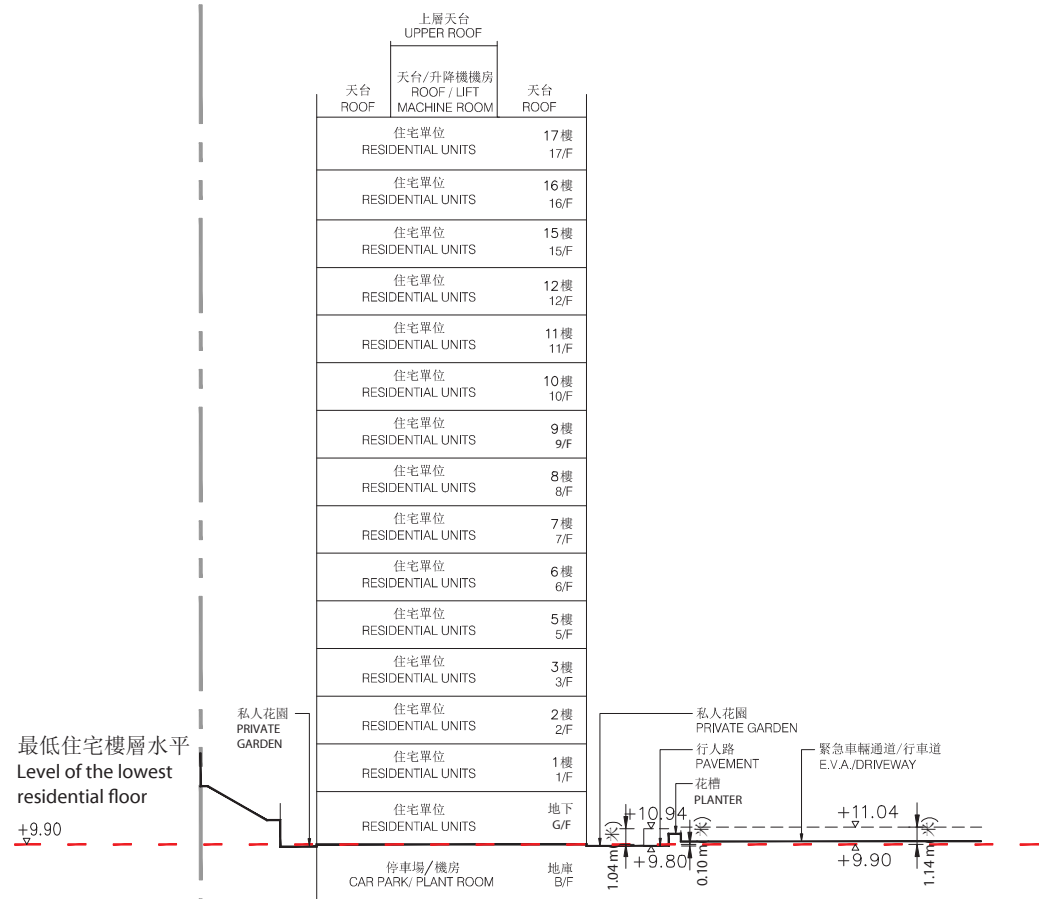 上層天台
UPPER ROOF
天台
ROOF
天台/升降機機房
ROOF / LIFT
MACHINE ROOM
天台
ROOF
住宅單位
RESIDENTIAL UNITS
17樓
17/F
住宅單位
RESIDENTIAL UNITS
16樓
16/F
住宅單位
RESIDENTIAL UNITS
15樓
15/F
住宅單位
RESIDENTIAL UNITS
12樓
12/F
住宅單位
RESIDENTIAL UNITS
11樓
11/F
住宅單位
RESIDENTIAL UNITS
10樓
10/F
住宅單位
RESIDENTIAL UNITS
9樓
9/F
住宅單位
RESIDENTIAL UNITS
8樓
8/F
住宅單位
RESIDENTIAL UNITS
7樓
7/F
住宅單位
RESIDENTIAL UNITS
6樓
6/F
住宅單位
RESIDENTIAL UNITS
5樓
5/F
住宅單位
RESIDENTIAL UNITS
3樓
3/F
住宅單位
RESIDENTIAL UNITS
2樓
2/F
住宅單位
RESIDENTIAL UNITS
1樓
1/F
住宅單位
RESIDENTIAL UNITS
地下
G/F
停車場/機房
CAR PARK/ PLANT ROOM
地庫
B/F
最低住宅樓層水平
Level of the lowest
residential floor
+9.90
私人花園
PRIVATE
GARDEN
私人花園
PRIVATE GARDEN
行人路
PAVEMENT
花槽
PLANTER
緊急車輛通道/行車道
E.V.A./DRIVEWAY
+10.94
+9.80
1.04 m(米)
0.10 m(米)
+11.04
+9.90
1.14 m(米)